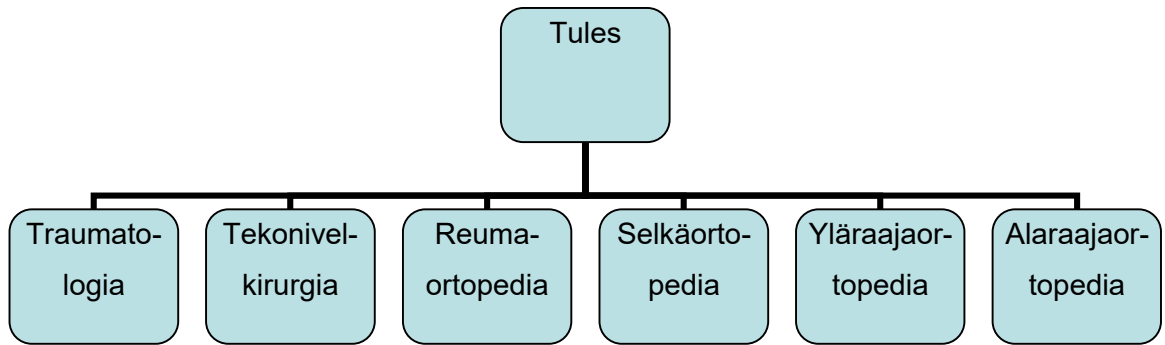 Tules
Traumato-
logia
Tekonivel-
kirurgia
Reuma-
ortopedia
Selkäorto-
pedia
Yläraajaor-
topedia
Alaraajaor-
topedia